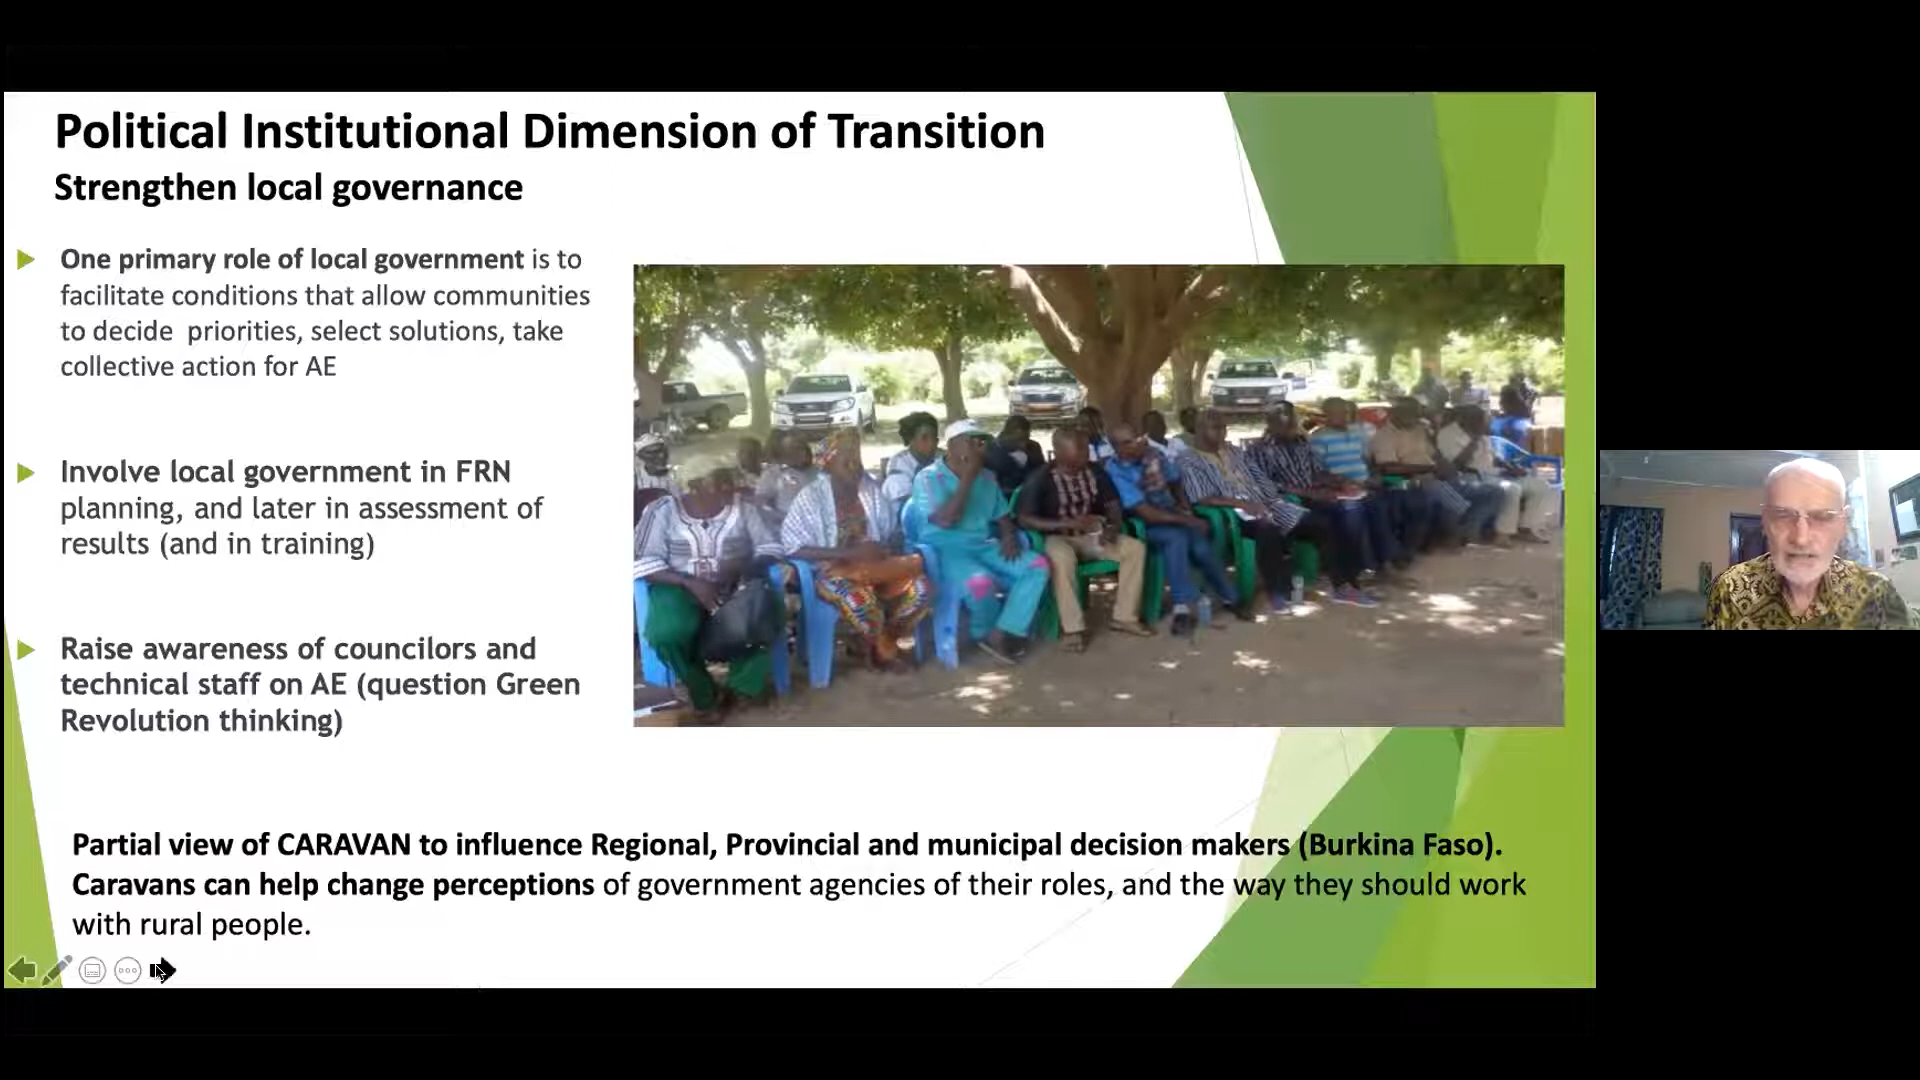 Political Institutional Dimension of Transition
Strengthen local governance
One primary role of local government is to
facilitate conditions that allow communities
to decide priorities, select solutions, take
collective action for AE
Involve local government in FRN
planning, and later in assessment of
results (and in training)
Raise awareness of councilors and
technical staff on AE (question Green
Revolution thinking)
Partial view of CARAVAN to influence Regional, Provincial and municipal decision makers (Burkina Faso).
Caravans can help change perceptions of government agencies of their roles, and the way they should work
with rural people.